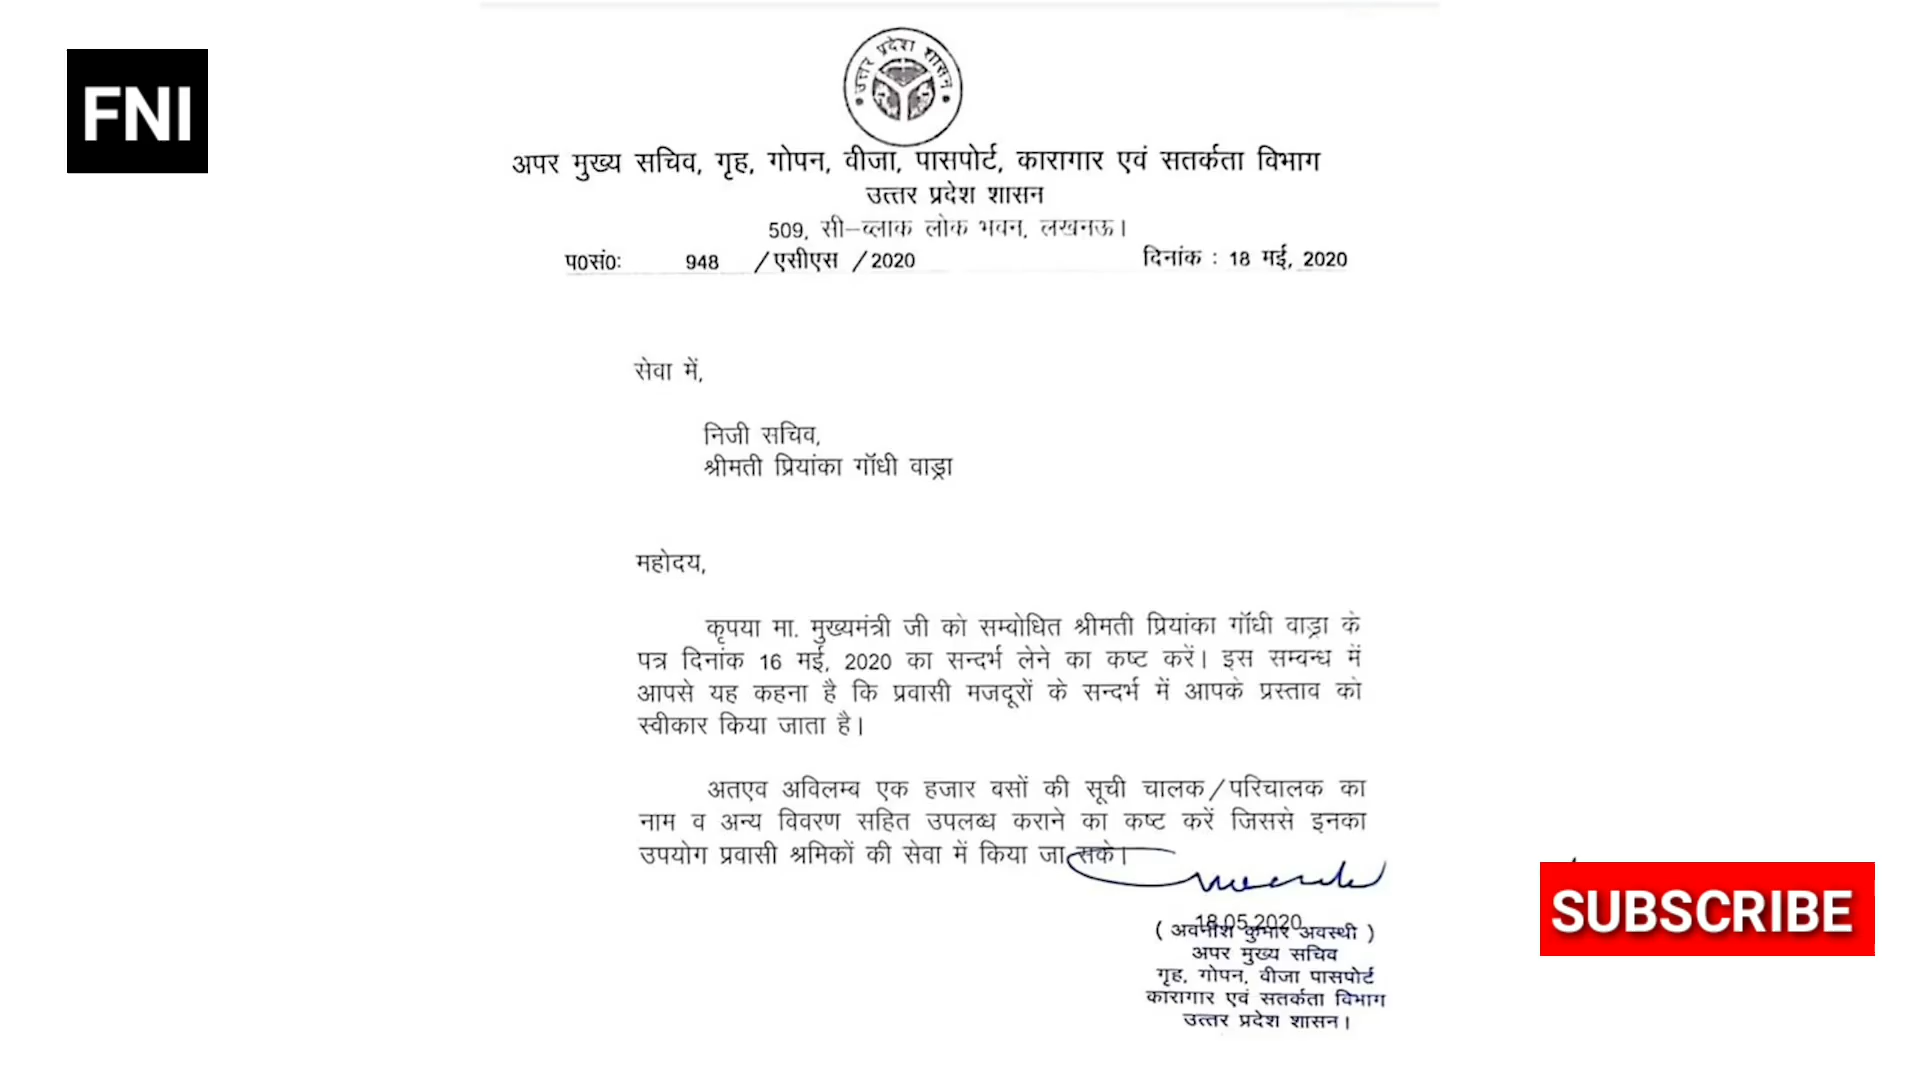 FNI
उत्तर प्रदेश शासन
अपर मुख्य सचिव, गृह, गोपन, वीजा, पासपोर्ट, कारागार एवं सतर्कता विभाग
उत्तर प्रदेश शासन
509, सी-ब्लाक लोक भवन, लखनऊ।
प0सं0: 948 /एसीएस /2020 दिनांक : 18 मई, 2020
सेवा में,
निजी सचिव,
श्रीमती प्रियांका गॉधी वाड्रा
महोदय,
कृपया मा. मुख्यमंत्री जी को सम्बोधित श्रीमती प्रियांका गॉधी वाड्रा के
पत्र दिनांक 16 मई, 2020 का सन्दर्भ लेने का कष्ट करें। इस सम्बन्ध में
आपसे यह कहना है कि प्रवासी मजदूरों के सन्दर्भ में आपके प्रस्ताव को
स्वीकार किया जाता है।
अतएव अविलम्ब एक हजार बसों की सूची चालक/परिचालक का
नाम व अन्य विवरण सहित उपलब्ध कराने का कष्ट करें जिससे इनका
उपयोग प्रवासी श्रमिकों की सेवा में किया जा सके।
18.05.2020
( अवनीश कुमार अवस्थी )
अपर मुख्य सचिव
गृह, गोपन, वीजा पासपोर्ट
कारागार एवं सतर्कता विभाग
उत्तर प्रदेश शासन।
SUBSCRIBE